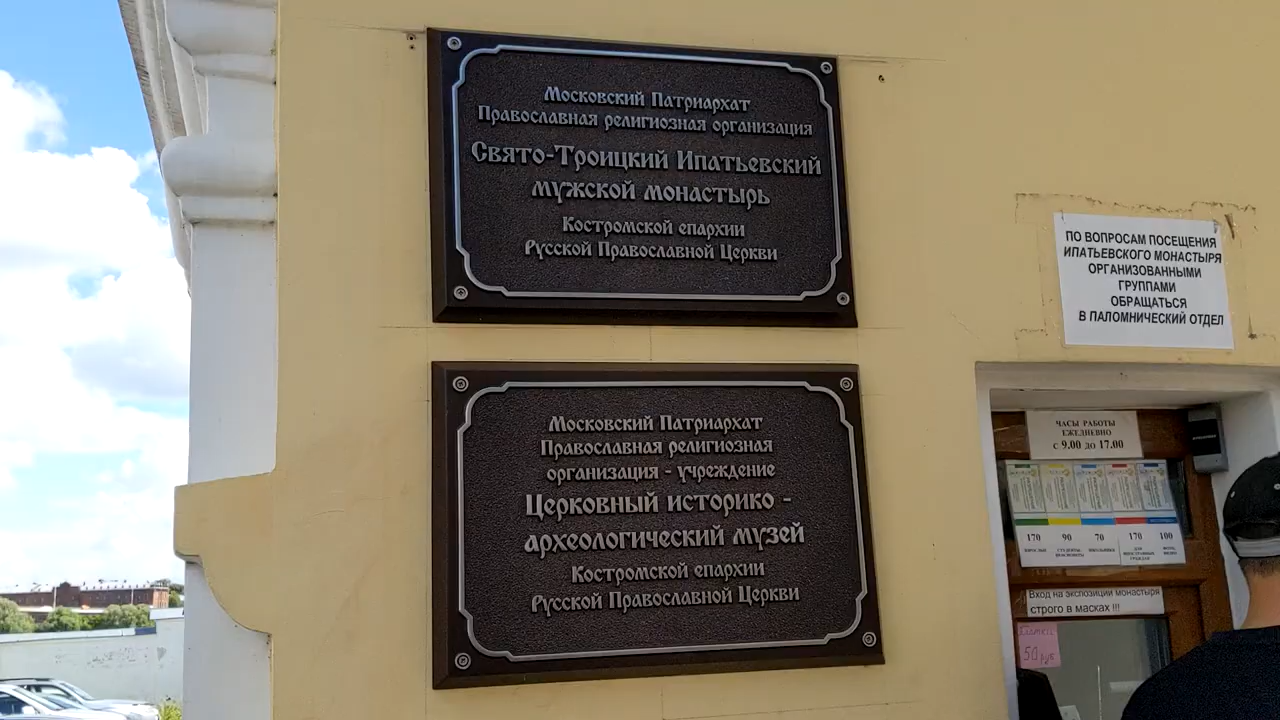 Московский Патриархат
Православная религиозная организация
Свято-Троицкий Ипатьевский
мужской монастырь
Костромской епархии
Русской Православной Церкви
Московский Патриархат
Православная религиозная
организация - учреждение
Церковный историко -
археологический музей
Костромской епархии
Русской Православной Церкви
ПО ВОПРОСАМ ПОСЕЩЕНИЯ
ИПАТЬЕВСКОГО МОНАСТЫРЯ
ОРГАНИЗОВАННЫМИ
ГРУППАМИ
ОБРАЩАТЬСЯ
В ПАЛОМНИЧЕСКИЙ ОТДЕЛ
ЧАСЫ РАБОТЫ
ЕЖЕДНЕВНО
С 9.00 ДО 17.00
170 90 70 170 100
Вход на экспозиции монастыря
строго в масках !!!
50 руб